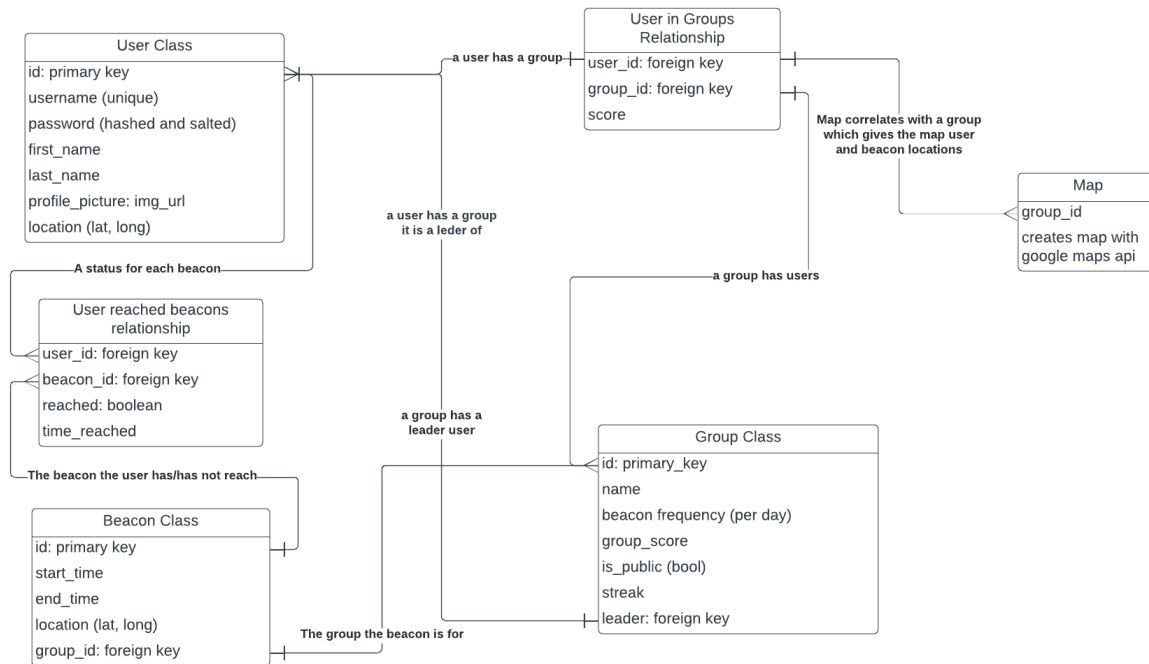 User Class
id: primary key
username (unique)
password (hashed and salted)
first_name
last_name
profile_picture: img_url
location (lat, long)
a user has a group
User in Groups
Relationship
user_id: foreign key
group_id: foreign key
score
Map correlates with a group
which gives the map user
and beacon locations
Map
group_id
creates map with
google maps api
a user has a group
it is a leder of
A status for each beacon
a group has users
User reached beacons
relationship
user_id: foreign key
beacon_id: foreign key
reached: boolean
time_reached
a group has a
leader user
The beacon the user has/has not reach
Group Class
id: primary_key
name
beacon frequency (per day)
group_score
is_public (bool)
streak
leader: foreign key
Beacon Class
id: primary key
start_time
end_time
location (lat, long)
group_id: foreign key
The group the beacon is for